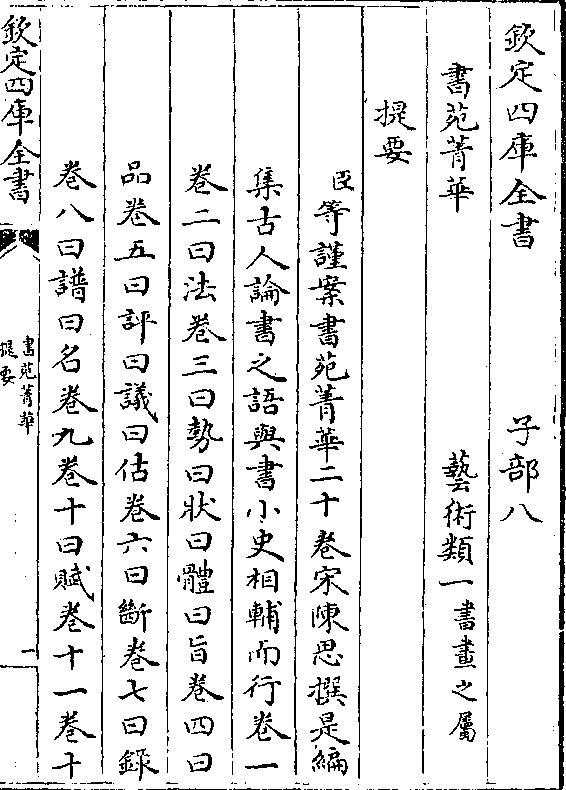 欽定四庫全書　子部八
書苑菁華　藝術類一書畫之屬
提要
臣等謹案書苑菁華二十卷宋陳思撰是編
集古人論書之語與書小史相輔而行卷一
卷二曰法卷三曰勢曰狀曰體曰旨卷四曰
品卷五曰評曰議曰估卷六曰斷卷七曰錄
卷八曰譜曰名卷九卷十曰賦卷十一卷十
欽定四庫全書
書苑菁華
提要
一